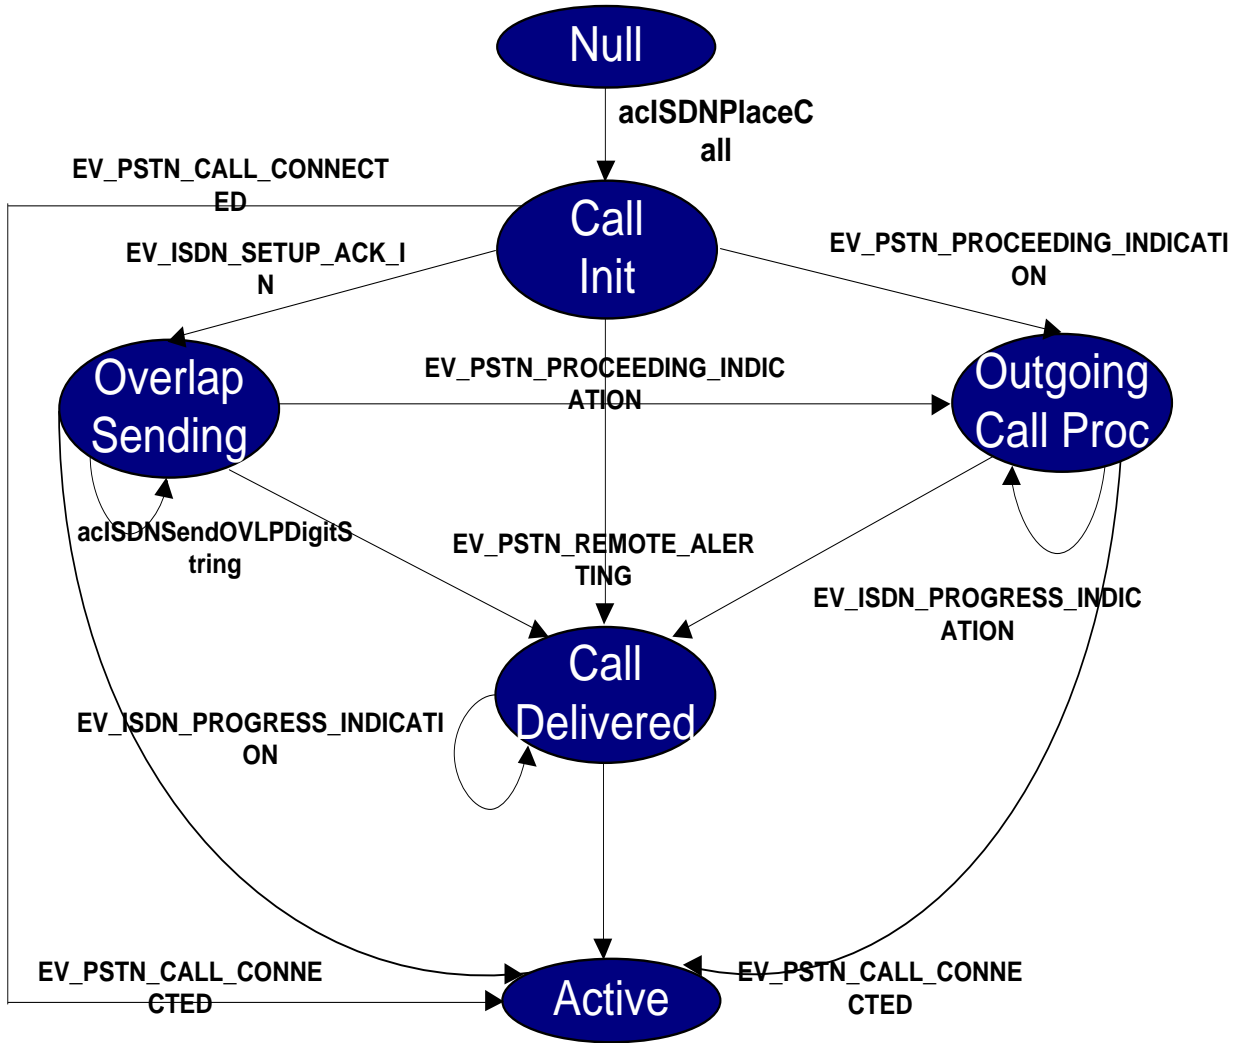 Null
acISDNPlaceC
all
EV_PSTN_CALL_CONNECT
ED
Call
Init
EV_ISDN_SETUP_ACK_I
N
EV_PSTN_PROCEEDING_INDICATI
ON
Overlap
Sending
EV_PSTN_PROCEEDING_INDIC
ATION
Outgoing
Call Proc
acISDNSendOVLPDigitS
tring
EV_PSTN_REMOTE_ALER
TING
EV_ISDN_PROGRESS_INDIC
ATION
Call
Delivered
EV_ISDN_PROGRESS_INDICATI
ON
EV_PSTN_CALL_CONNE
CTED
Active
EV_PSTN_CALL_CONNE
CTED